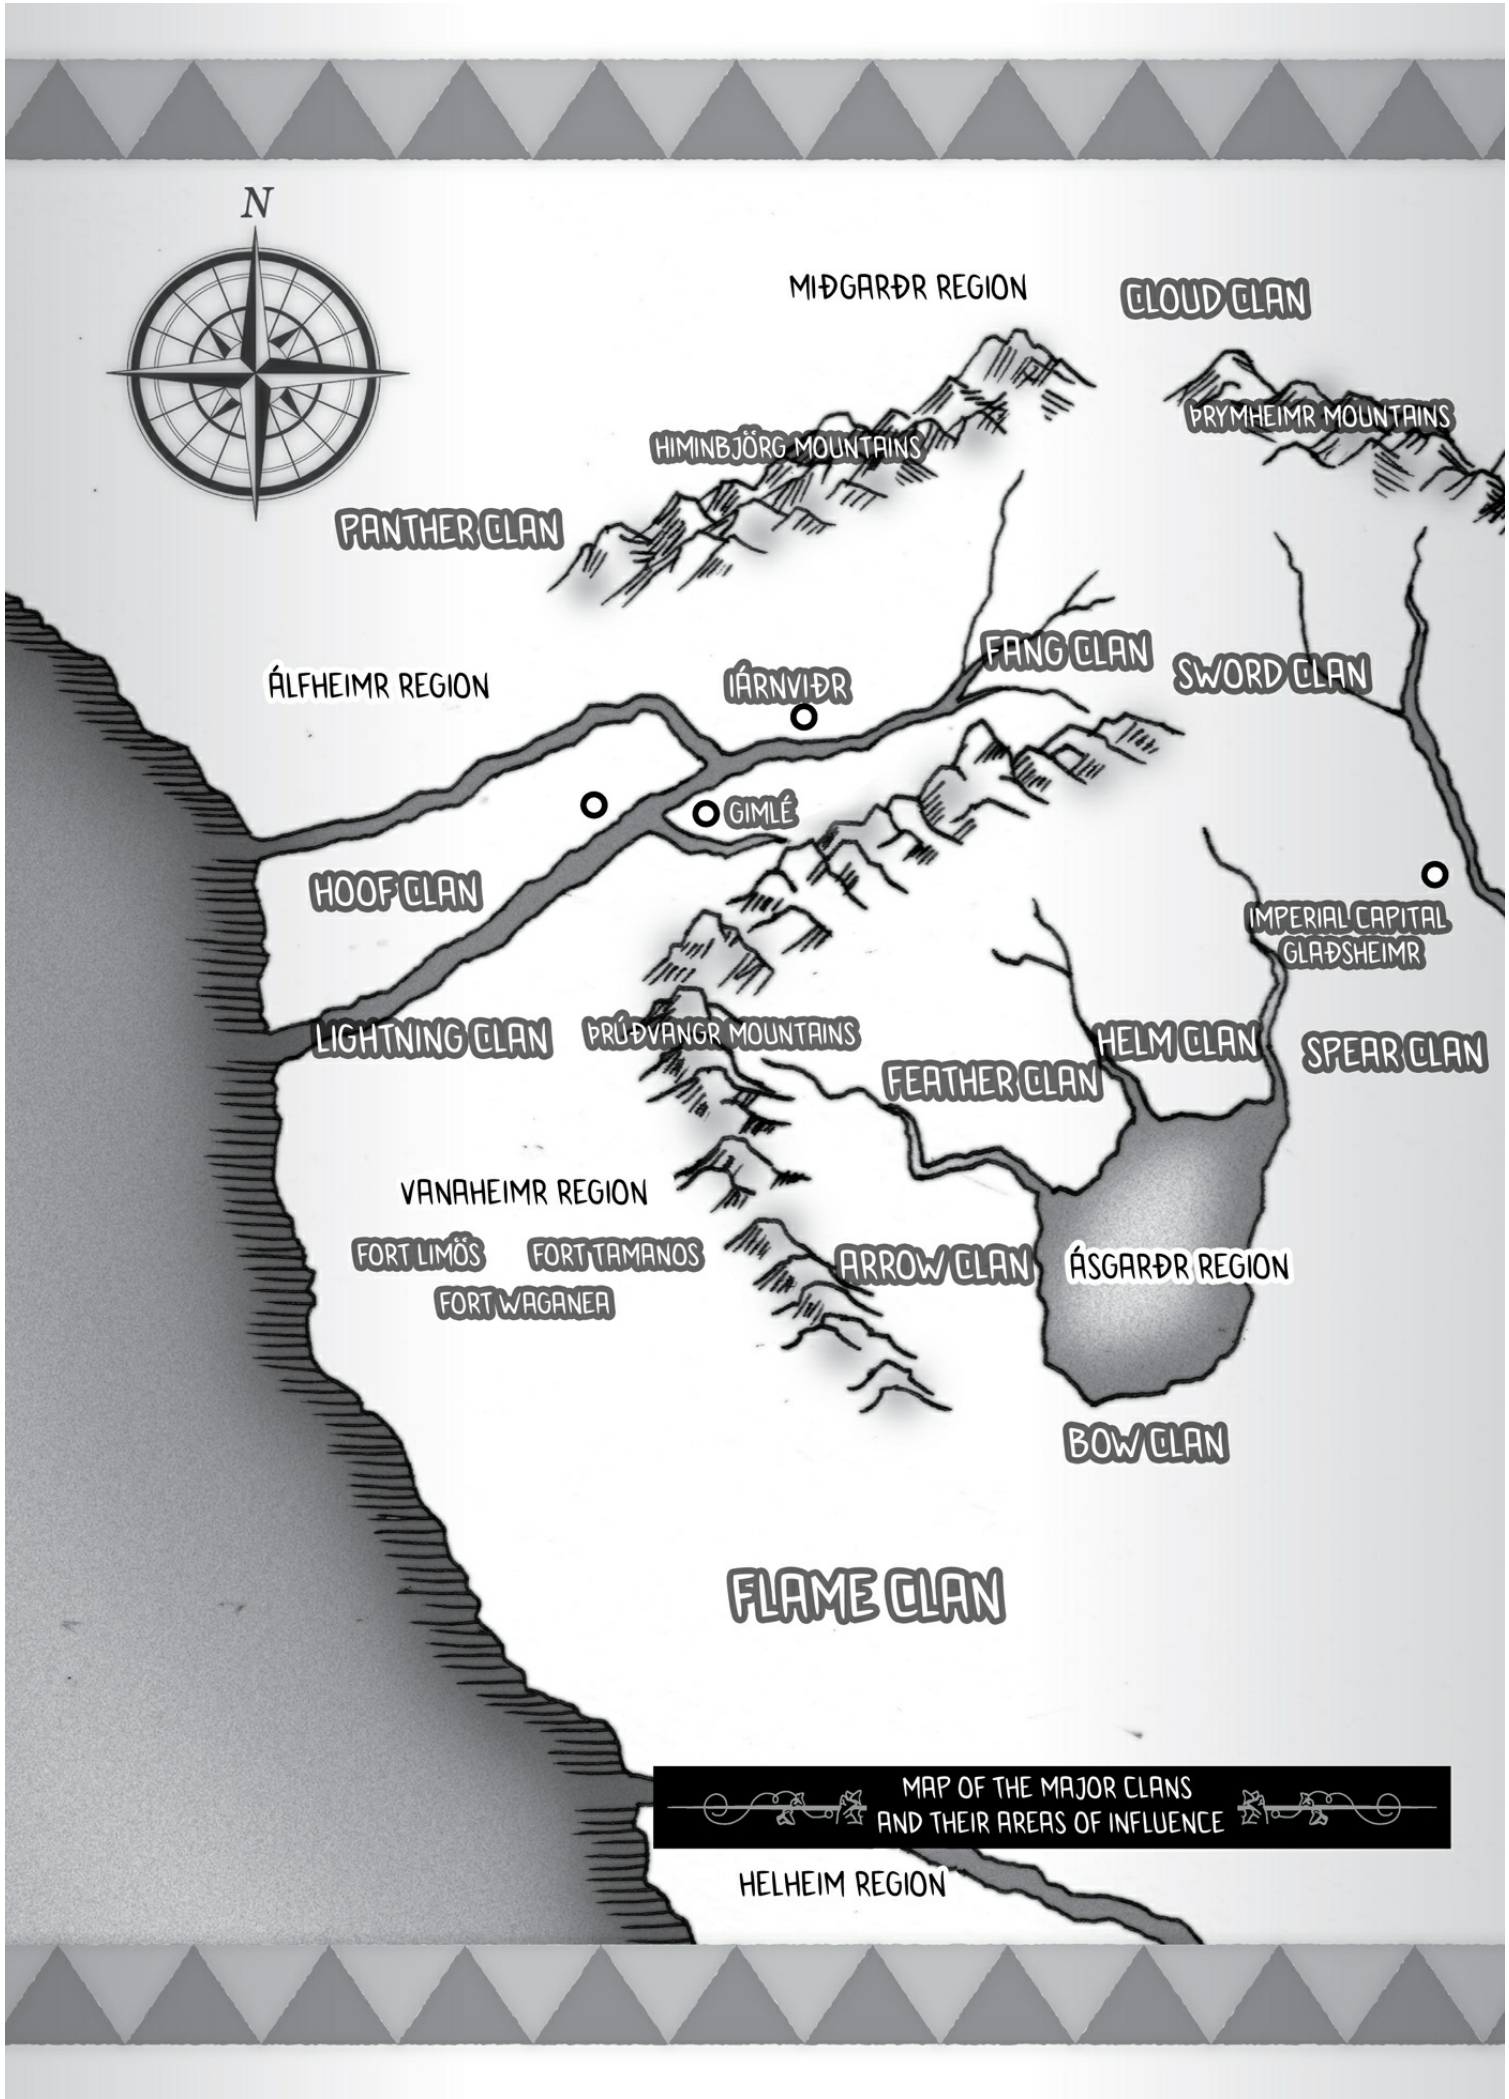 N
MIÐGARÐR REGION
CLOUD CLAN
ÞRYMHEIMR MOUNTAINS
HIMINBJÖRG MOUNTAINS
PANTHER CLAN
FANG CLAN
SWORD CLAN
ÁLFHEIMR REGION
IÁRNVIÐR
GIMLÉ
HOOF CLAN
IMPERIAL CAPITAL
GLAÐSHEIMR
LIGHTNING CLAN
ÞRÚÐVANGR MOUNTAINS
HELM CLAN
SPEAR CLAN
FEATHER CLAN
VANAHEIMR REGION
FORT LIMÖS
FORT TAMANOS
FORT WAGANEA
ARROW CLAN
ÁSGARÐR REGION
BOW CLAN
FLAME CLAN
MAP OF THE MAJOR CLANS
AND THEIR AREAS OF INFLUENCE
HELHEIM REGION